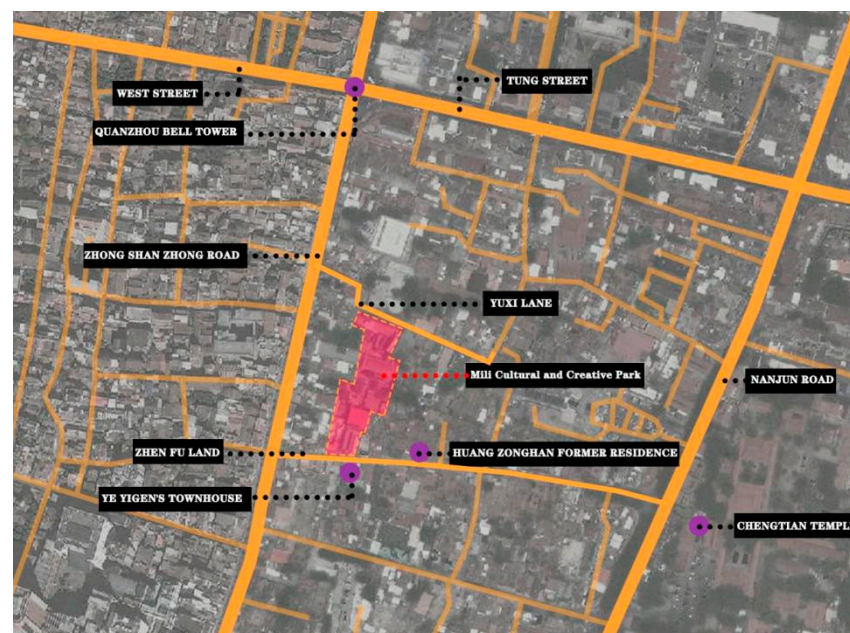 TUNG STREET
WEST STREET
QUANZHOU BELL TOWER
ZHONG SHAN ZHONG ROAD
YUXI LANE
Mili Cultural and Creative Park
NANJUN ROAD
ZHEN FU LAND
HUANG ZONGHAN FORMER RESIDENCE
YE YIGEN'S TOWNHOUSE
CHENGTIAN TEMPL